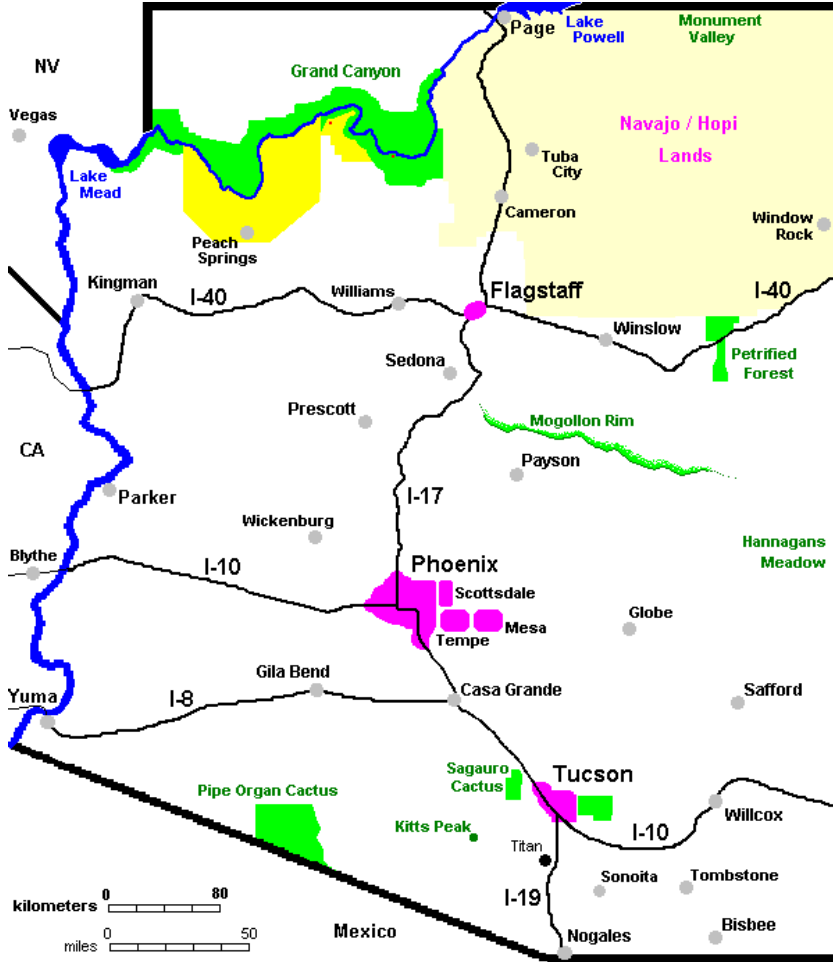 Page
Lake
Powell
Monument
Valley
NV
Grand Canyon
Vegas
Navajo / Hopi
Lands
Tuba
City
Lake
Mead
Cameron
Window
Rock
Peach
Springs
Kingman
I-40
Williams
Flagstaff
I-40
Winslow
Petrified
Forest
Sedona
Prescott
Mogollon Rim
CA
Payson
Parker
I-17
Wickenburg
Hannagans
Meadow
Blythe
I-10
Phoenix
Scottsdale
Mesa
Tempe
Globe
Gila Bend
Casa Grande
Safford
Yuma
I-8
Sagauro
Cactus
Tucson
Pipe Organ Cactus
Willcox
Kitts Peak
I-10
Titan
Sonoita
Tombstone
I-19
0 80
kilometers
Mexico
Nogales
Bisbee
miles
0 50